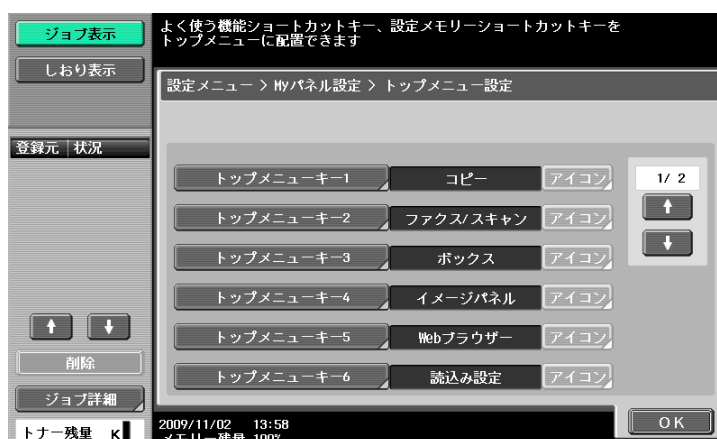 ジョブ表示
しおり表示
登録元 状況
削除
ジョブ詳細
トナー残量 K
よく使う機能ショートカットキー、設定メモリーショートカットキーを
トップメニューに配置できます
設定メニュー > Myパネル設定 > トップメニュー設定
トップメニューキー1 コピー アイコン
トップメニューキー2 ファクス/スキャン アイコン
トップメニューキー3 ボックス アイコン
トップメニューキー4 イメージパネル アイコン
トップメニューキー5 Webブラウザー アイコン
トップメニューキー6 読込み設定 アイコン
1/ 2
2009/11/02 13:58
メモリー残量 100%
OK